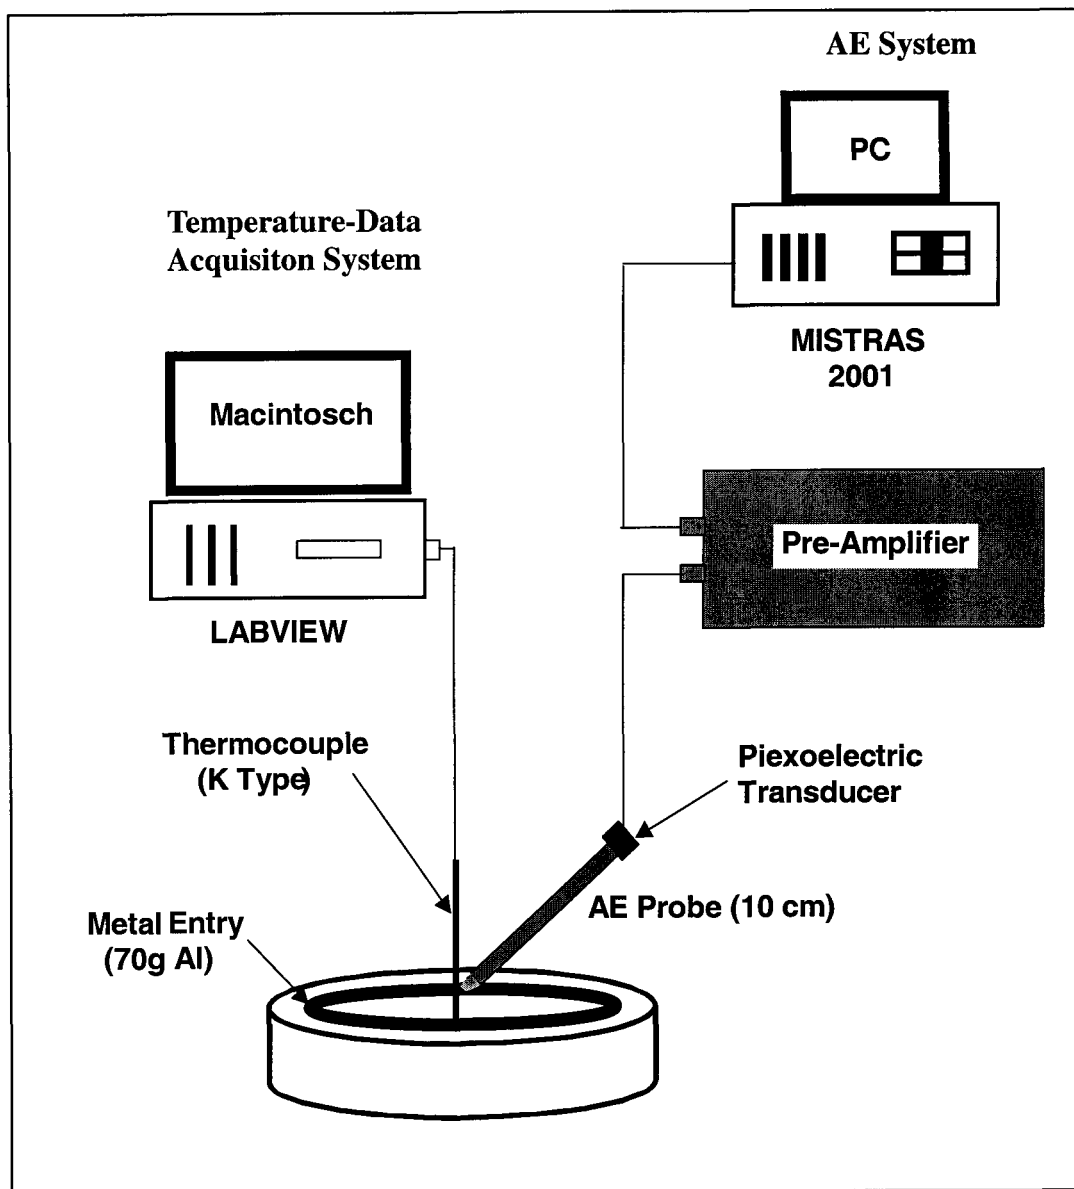 AE System
PC
Temperature-Data
Acquisiton System
MISTRAS
2001
Macintosch
Pre-Amplifier
LABVIEW
Thermocouple
(K Type)
Piexoelectric
Transducer
AE Probe (10 cm)
Metal Entry
(70g Al)